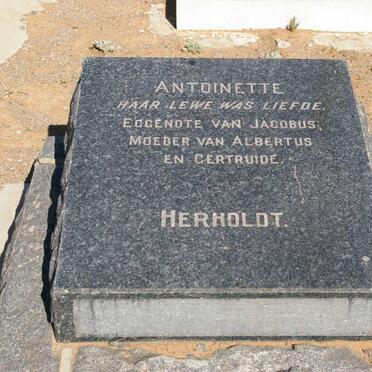 ANTOINETTE
HAAR LEWE WAS LIEFDE.
EGGENOTE VAN JACOBUS,
MOEDER VAN ALBERTUS
EN GERTRUIDE.
HERHOLDT.